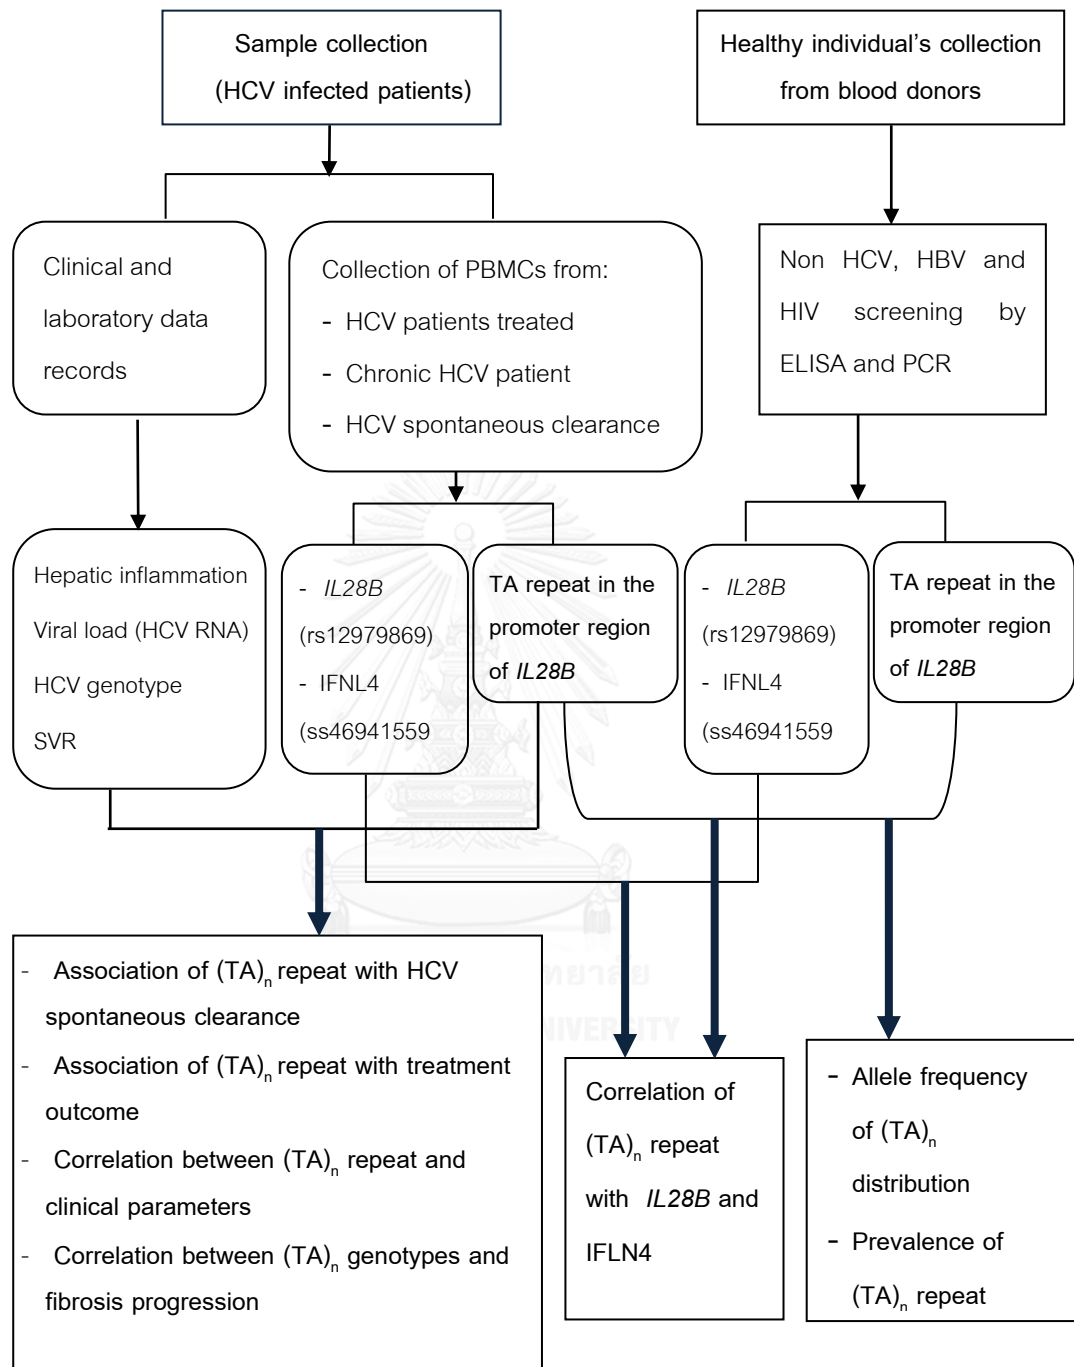 Sample collection
(HCV infected patients)
Healthy individual's collection
from blood donors
Clinical and
laboratory data
records
Collection of PBMCs from:
- HCV patients treated
- Chronic HCV patient
- HCV spontaneous clearance
Non HCV, HBV and
HIV screening by
ELISA and PCR
Hepatic inflammation
Viral load (HCV RNA)
HCV genotype
SVR
- IL28B
(rs12979869)
- IFNL4
(ss46941559
TA repeat in the
promoter region
of IL28B
- IL28B
(rs12979869)
- IFNL4
(ss46941559
TA repeat in the
promoter region
of IL28B
- Association of (TA)n repeat with HCV
spontaneous clearance
- Association of (TA)n repeat with treatment
outcome
- Correlation between (TA)n repeat and
clinical parameters
- Correlation between (TA)n genotypes and
fibrosis progression
Correlation of
(TA)n repeat
with IL28B and
IFLN4
- Allele frequency
of (TA)n
distribution
- Prevalence of
(TA)n repeat